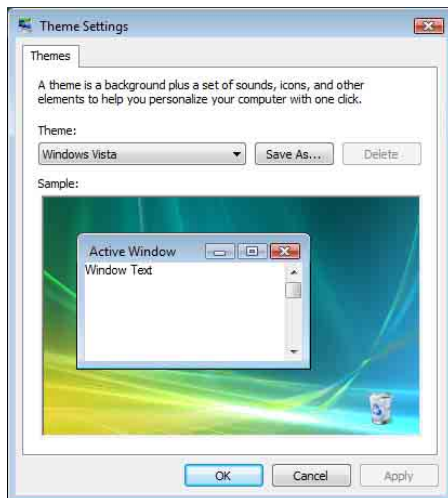 Theme Settings
Themes
A theme is a background plus a set of sounds, icons, and other
elements to help you personalize your computer with one click.
Theme:
Windows Vista
Save As...
Delete
Sample:
Active Window
Window Text
OK
Cancel
Apply